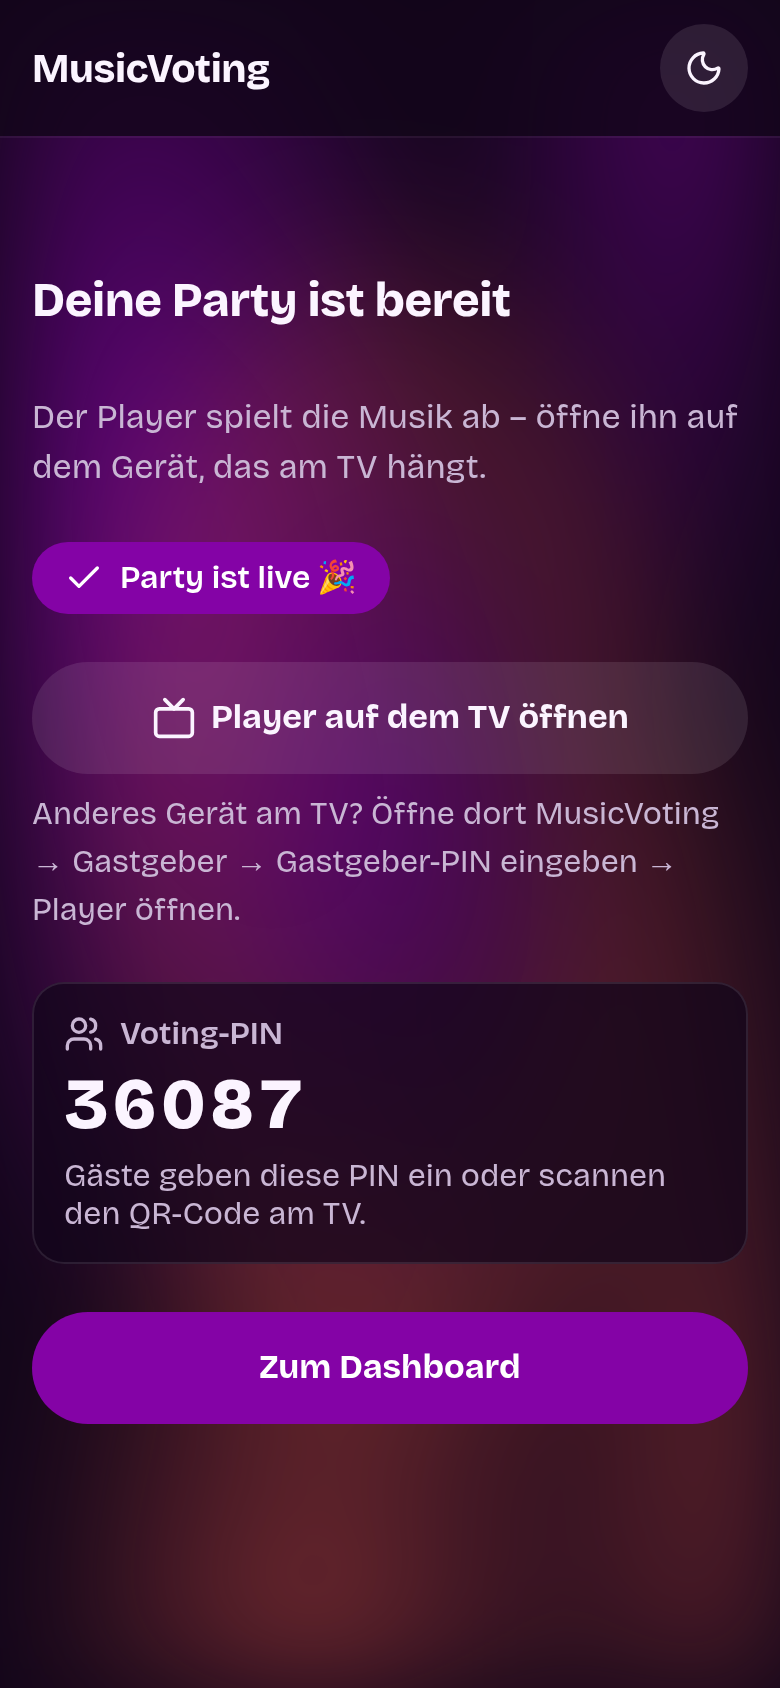 MusicVoting
Deine Party ist bereit
Der Player spielt die Musik ab – öffne ihn auf
dem Gerät, das am TV hängt.
Party ist live 🎉
Player auf dem TV öffnen
Anderes Gerät am TV? Öffne dort MusicVoting
→ Gastgeber → Gastgeber-PIN eingeben →
Player öffnen.
Voting-PIN
36087
Gäste geben diese PIN ein oder scannen
den QR-Code am TV.
Zum Dashboard